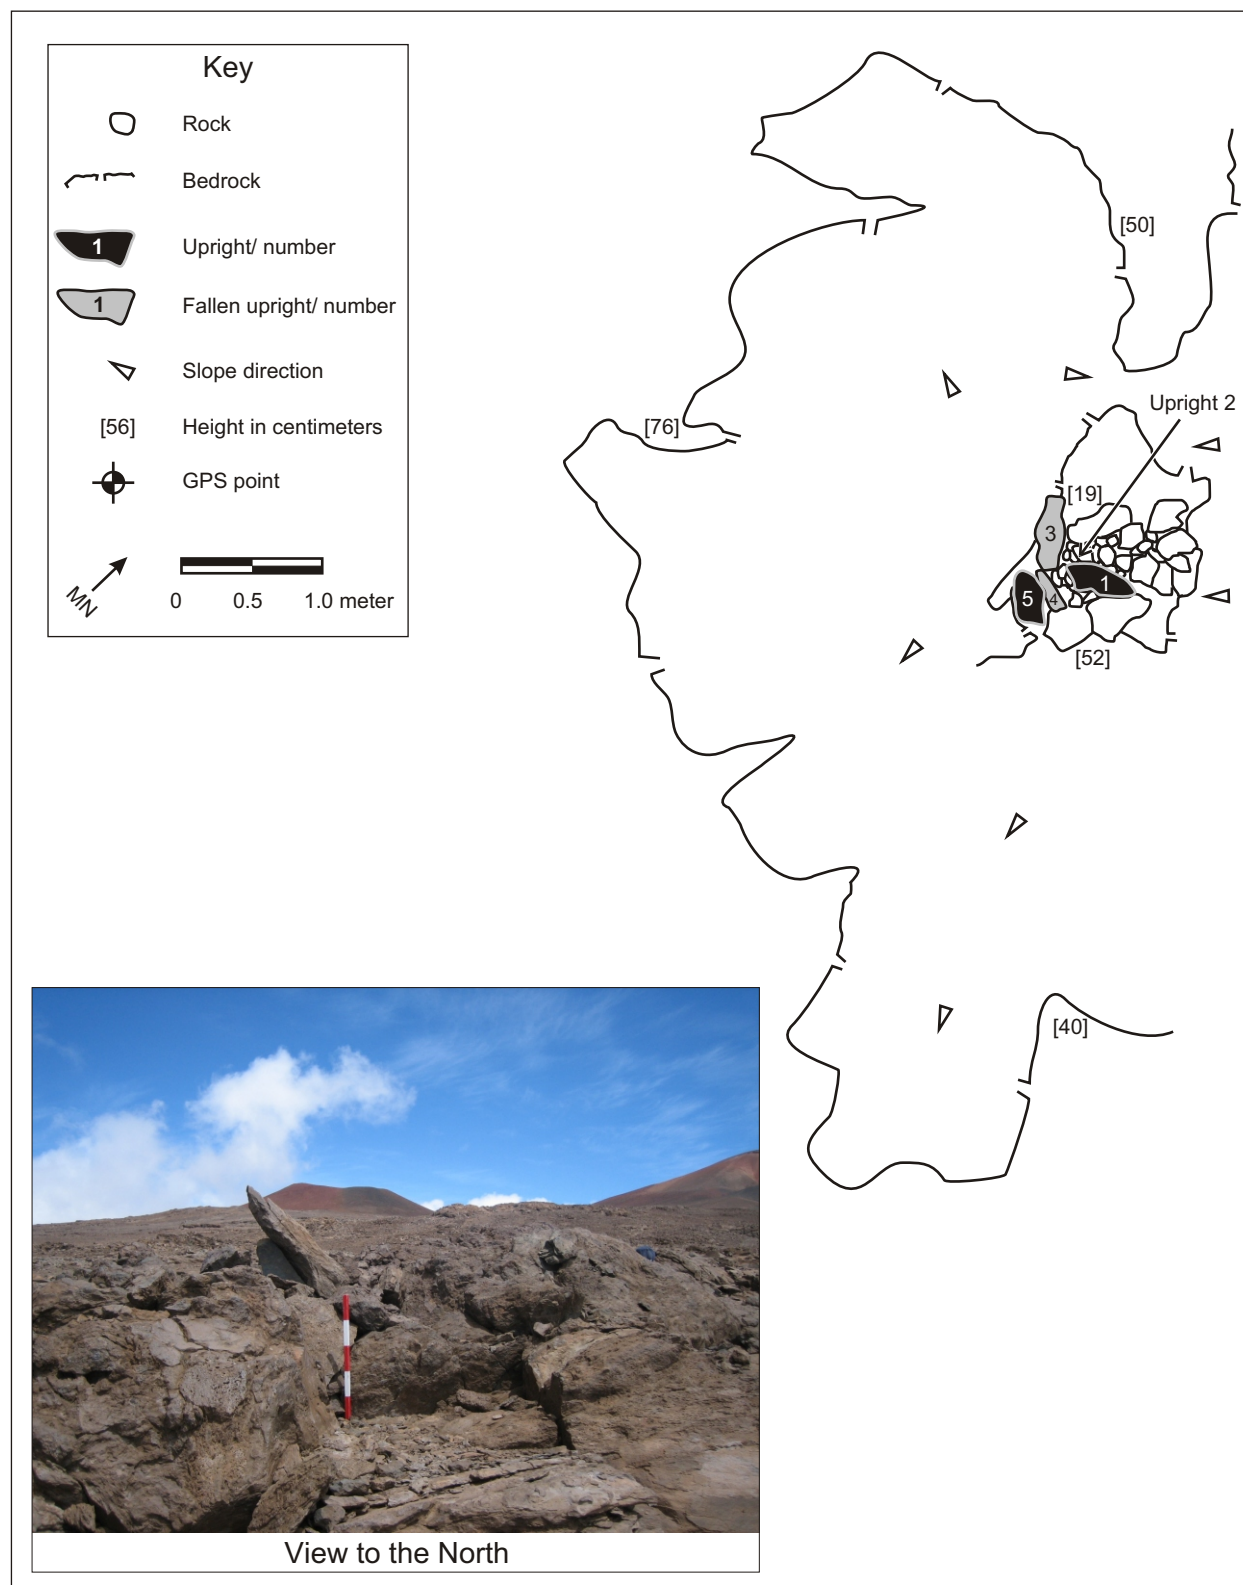 Key
Rock
Bedrock
1 Upright/ number
1 Fallen upright/ number
Slope direction
[56] Height in centimeters
GPS point
MN
0 0.5 1.0 meter
[50]
Upright 2
[76]
[19]
3
1
5
4
[52]
[40]
View to the North